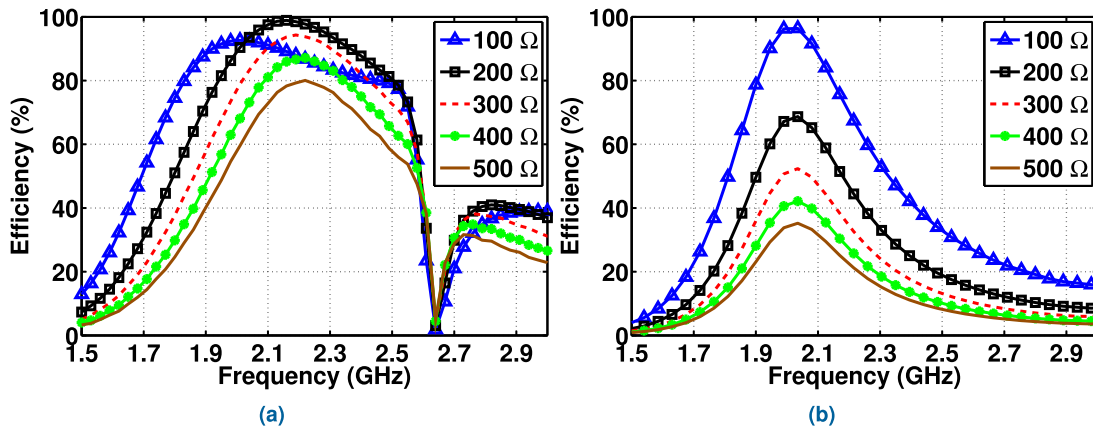 100
80
60
40
20
0
Efficiency (%)
1.5 1.7 1.9 2.1 2.3 2.5 2.7 2.9
Frequency (GHz)
100 Ω
200 Ω
300 Ω
400 Ω
500 Ω
(a)
100
80
60
40
20
0
Efficiency (%)
1.5 1.7 1.9 2.1 2.3 2.5 2.7 2.9
Frequency (GHz)
100 Ω
200 Ω
300 Ω
400 Ω
500 Ω
(b)